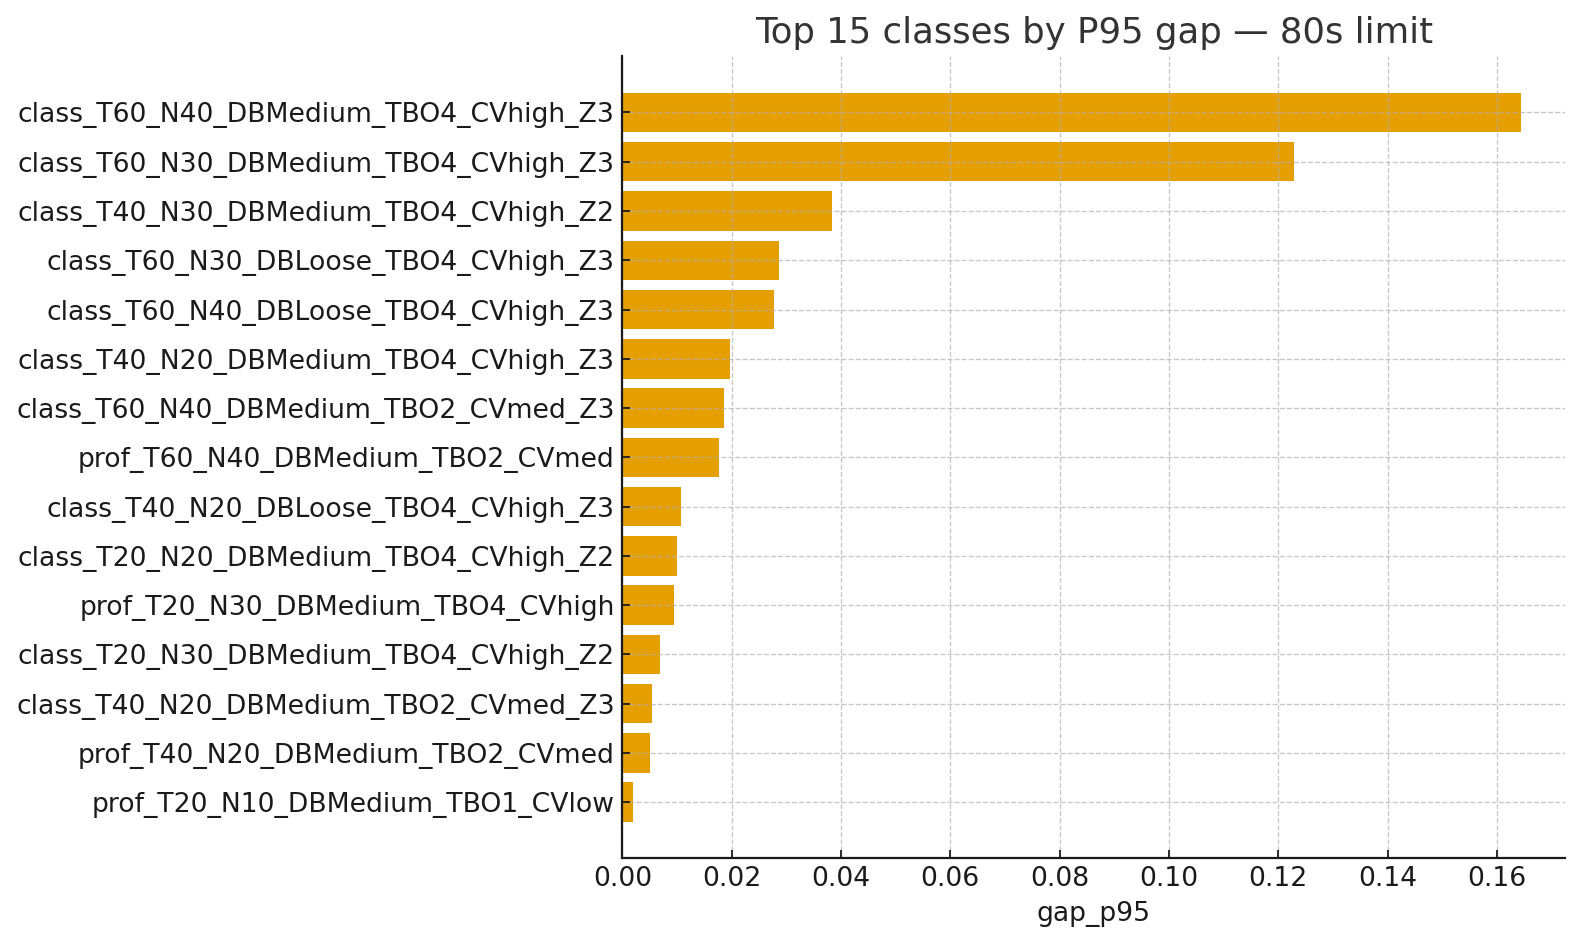 Top 15 classes by P95 gap — 80s limit
class_T60_N40_DBMedium_TBO4_CVhigh_Z3
class_T60_N30_DBMedium_TBO4_CVhigh_Z3
class_T40_N30_DBMedium_TBO4_CVhigh_Z2
class_T60_N30_DBLoose_TBO4_CVhigh_Z3
class_T60_N40_DBLoose_TBO4_CVhigh_Z3
class_T40_N20_DBMedium_TBO4_CVhigh_Z3
class_T60_N40_DBMedium_TBO2_CVmed_Z3
prof_T60_N40_DBMedium_TBO2_CVmed
class_T40_N20_DBLoose_TBO4_CVhigh_Z3
class_T20_N20_DBMedium_TBO4_CVhigh_Z2
prof_T20_N30_DBMedium_TBO4_CVhigh
class_T20_N30_DBMedium_TBO4_CVhigh_Z2
class_T40_N20_DBMedium_TBO2_CVmed_Z3
prof_T40_N20_DBMedium_TBO2_CVmed
prof_T20_N10_DBMedium_TBO1_CVlow
0.00 0.02 0.04 0.06 0.08 0.10 0.12 0.14 0.16
gap_p95